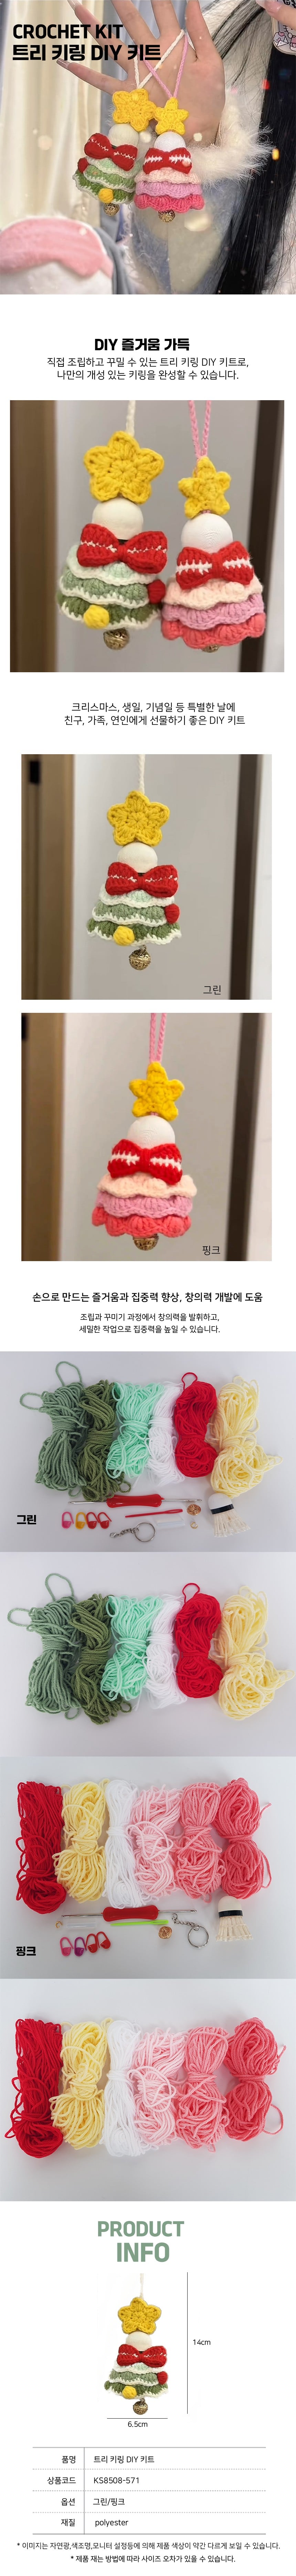 CROCHET KIT
트리 키링 DIY 키트
DIY 즐거움 가득
직접 조립하고 꾸밀 수 있는 트리 키링 DIY 키트로,
나만의 개성 있는 키링을 완성할 수 있습니다.
크리스마스, 생일, 기념일 등 특별한 날에
친구, 가족, 연인에게 선물하기 좋은 DIY 키트
그린
핑크
손으로 만드는 즐거움과 집중력 향상, 창의력 개발에 도움
조립과 꾸미기 과정에서 창의력을 발휘하고,
세밀한 작업으로 집중력을 높일 수 있습니다.
그린
핑크
PRODUCT
INFO
14cm
6.5cm
품명 트리 키링 DIY 키트
상품코드 KS8508-571
옵션 그린/핑크
재질 polyester
* 이미지는 자연광,색조명,모니터 설정등에 의해 제품 색상이 약간 다르게 보일 수 있습니다.
* 제품 재는 방법에 따라 사이즈 오차가 있을 수 있습니다.